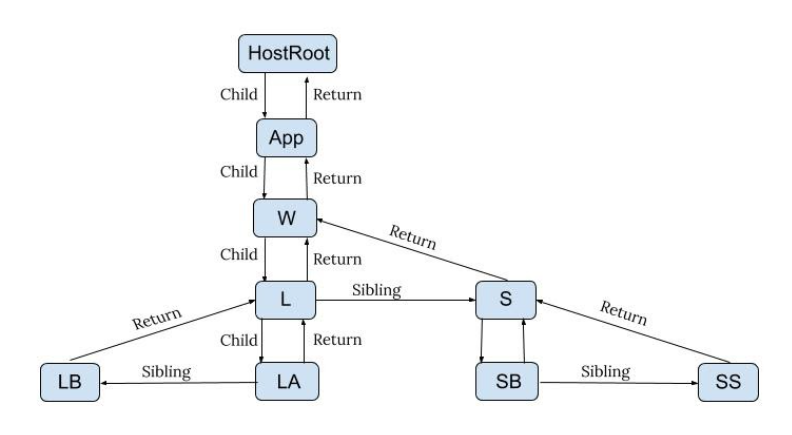 HostRoot
Child
Return
App
Child
Return
W
Return
Child
Return
L
Sibling
S
Return
Return
Child
Return
LB
Sibling
LA
SB
Sibling
SS